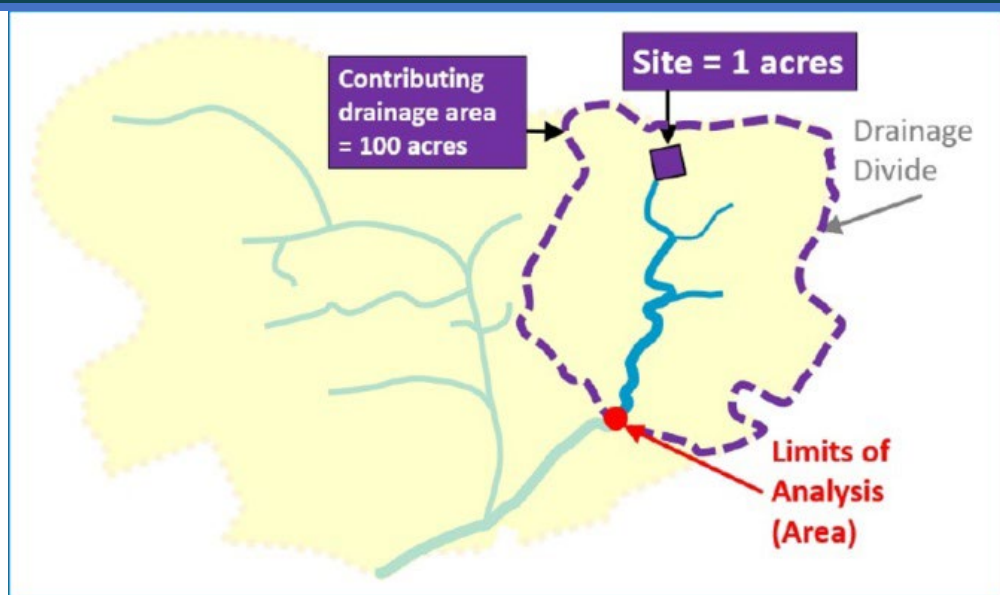 Contributing
drainage area
= 100 acres
Site = 1 acres
Drainage
Divide
Limits of
Analysis
(Area)